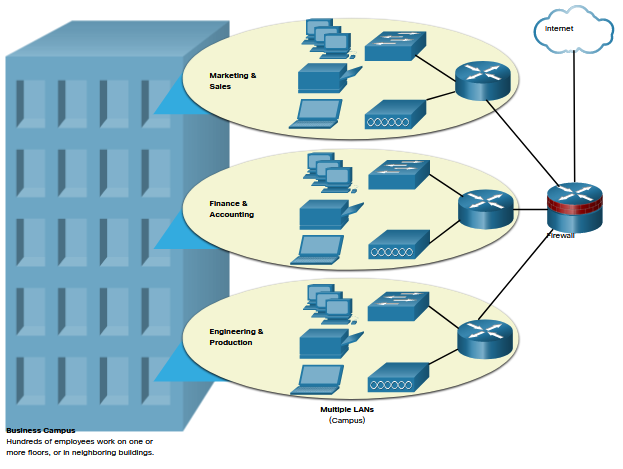 Internet
Marketing &
Sales
Finance &
Accounting
Firewall
Engineering &
Production
Multiple LANs
(Campus)
Business Campus
Hundreds of employees work on one or
more floors, or in neighboring buildings.